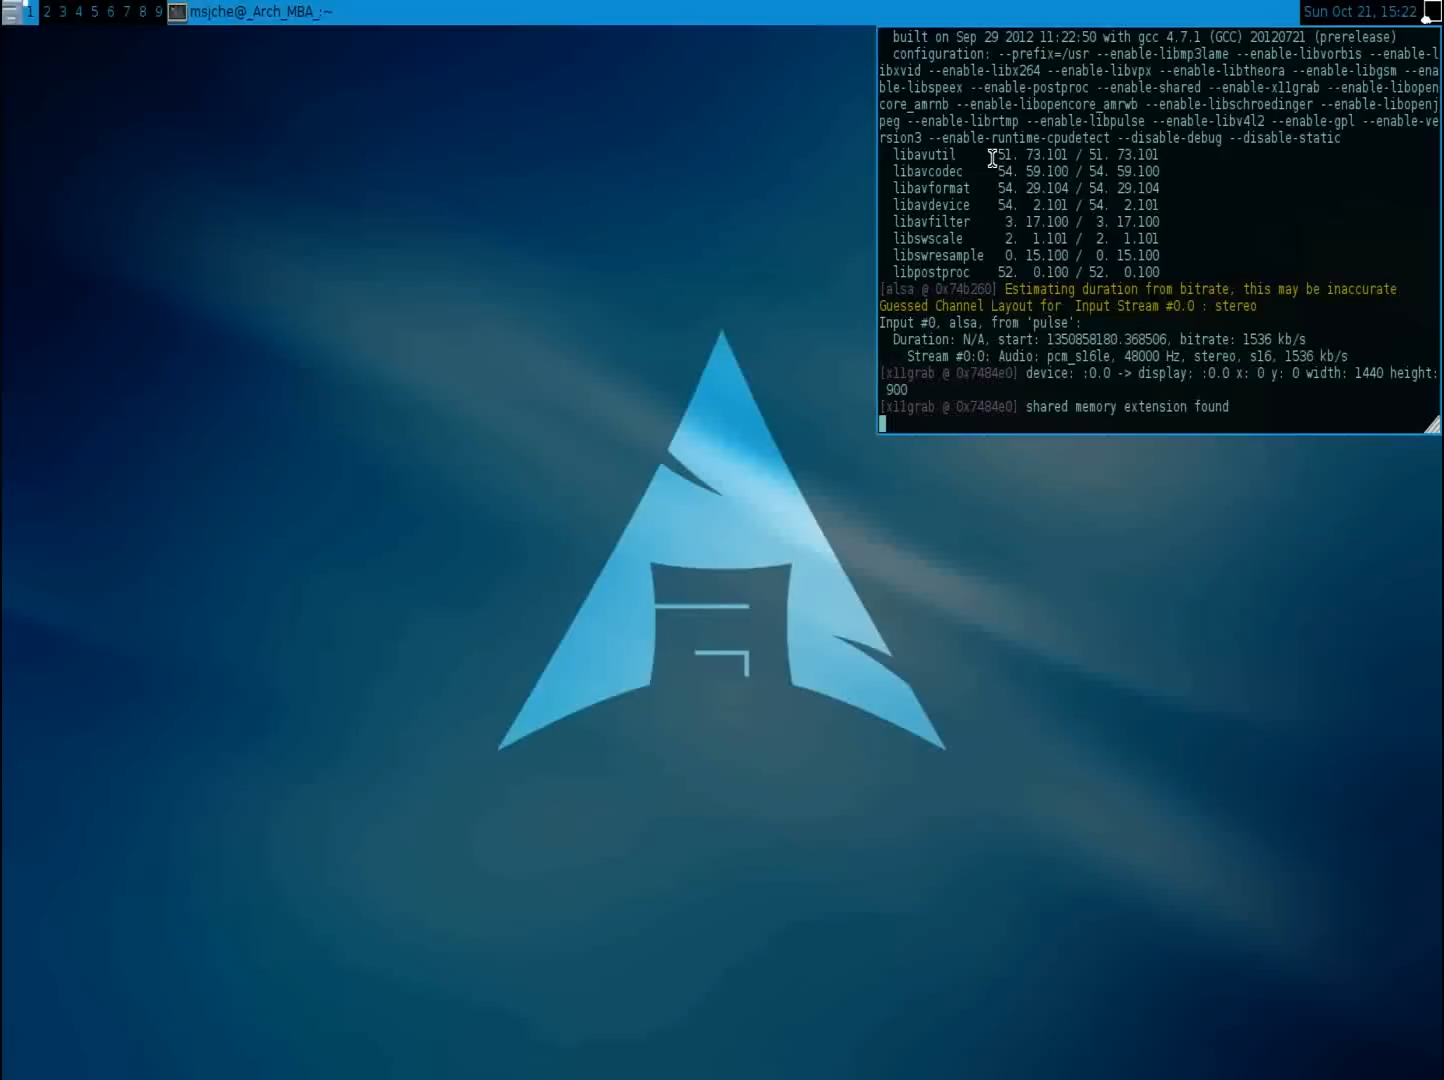 1 2 3 4 5 6 7 8 9 msjche@_Arch_MBA_:~ Sun Oct 21, 15:22
built on Sep 29 2012 11:22:50 with gcc 4.7.1 (GCC) 20120721 (prerelease)
configuration: --prefix=/usr --enable-libmp3lame --enable-libvorbis --enable-l
ibxvid --enable-libx264 --enable-libvpx --enable-libtheora --enable-libgsm --ena
ble-libspeex --enable-postproc --enable-shared --enable-x11grab --enable-libopen
core_amrnb --enable-libopencore_amrwb --enable-libschroedinger --enable-libopenj
peg --enable-librtmp --enable-libpulse --enable-libv4l2 --enable-gpl --enable-ve
rsion3 --enable-runtime-cpudetect --disable-debug --disable-static
libavutil 51. 73.101 / 51. 73.101
libavcodec 54. 59.100 / 54. 59.100
libavformat 54. 29.104 / 54. 29.104
libavdevice 54. 2.101 / 54. 2.101
libavfilter 3. 17.100 / 3. 17.100
libswscale 2. 1.101 / 2. 1.101
libswresample 0. 15.100 / 0. 15.100
libpostproc 52. 0.100 / 52. 0.100
[alsa @ 0x74b260] Estimating duration from bitrate, this may be inaccurate
Guessed Channel Layout for Input Stream #0.0 : stereo
Input #0, alsa, from 'pulse':
Duration: N/A, start: 1350858180.368506, bitrate: 1536 kb/s
Stream #0:0: Audio: pcm_s16le, 48000 Hz, stereo, s16, 1536 kb/s
[x11grab @ 0x7484e0] device: :0.0 -> display: :0.0 x: 0 y: 0 width: 1440 height:
900
[x11grab @ 0x7484e0] shared memory extension found